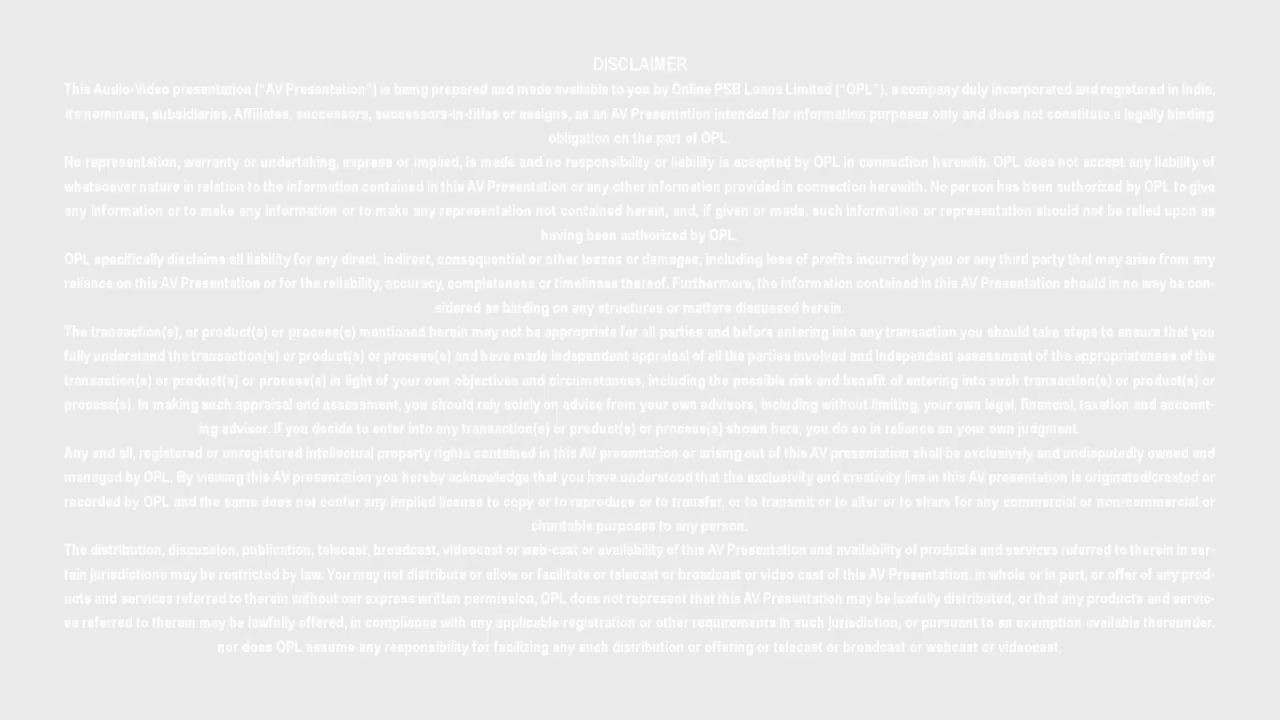 DISCLAIMER
This Audio-Video presentation ("AV Presentation") is being prepared and made available to you by Online PSB Loans Limited ("OPL"), a company duly incorporated and registered in India,
its nominees, subsidiaries, Affiliates, successors, successors-in-titles or assigns, as an AV Presentation intended for information purposes only and does not constitute a legally binding
obligation on the part of OPL.
No representation, warranty or undertaking, express or implied, is made and no responsibility or liability is accepted by OPL in connection herewith. OPL does not accept any liability of
whatsoever nature in relation to the information contained in this AV Presentation or any other information provided in connection herewith. No person has been authorized by OPL to give
any information or to make any information or to make any representation not contained herein, and, if given or made, such information or representation should not be relied upon as
having been authorized by OPL.
OPL specifically disclaims all liability for any direct, indirect, consequential or other losses or damages, including loss of profits incurred by you or any third party that may arise from any
reliance on this AV Presentation or for the reliability, accuracy, completeness or timeliness thereof. Furthermore, the information contained in this AV Presentation should in no way be con-
sidered as binding on any structures or matters discussed herein.
The transaction(s), or product(s) or process(s) mentioned herein may not be appropriate for all parties and before entering into any transaction you should take steps to ensure that you
fully understand the transaction(s) or product(s) or process(s) and have made independent appraisal of all the parties involved and independent assessment of the appropriateness of the
transaction(s) or product(s) or process(s) in light of your own objectives and circumstances, including the possible risk and benefit of entering into such transaction(s) or product(s) or
process(s). In making such appraisal and assessment, you should rely solely on advise from your own advisors, including without limiting, your own legal, financial, taxation and account-
ing advisor. If you decide to enter into any transaction(s) or product(s) or process(s) shown here, you do so in reliance on your own judgment.
Any and all, registered or unregistered intellectual property rights contained in this AV presentation or arising out of this AV presentation shall be exclusively and undisputedly owned and
managed by OPL. By viewing this AV presentation you hereby acknowledge that you have understood that the exclusivity and creativity lies in this AV presentation is originated/created or
recorded by OPL and the same does not confer any implied license to copy or to reproduce or to transfer, or to transmit or to alter or to share for any commercial or non-commercial or
charitable purposes to any person.
The distribution, discussion, publication, telecast, broadcast, videocast or web-cast or availability of this AV Presentation and availability of products and services referred to therein in cer-
tain jurisdictions may be restricted by law. You may not distribute or allow or facilitate or telecast or broadcast or video cast of this AV Presentation, in whole or in part, or offer of any prod-
ucts and services referred to therein without our express written permission, OPL does not represent that this AV Presentation may be lawfully distributed, or that any products and servic-
es referred to therein may be lawfully offered, in compliance with any applicable registration or other requirements in such jurisdiction, or pursuant to an exemption available thereunder,
nor does OPL assume any responsibility for facilizing any such distribution or offering or telecast or broadcast or webcast or videocast.